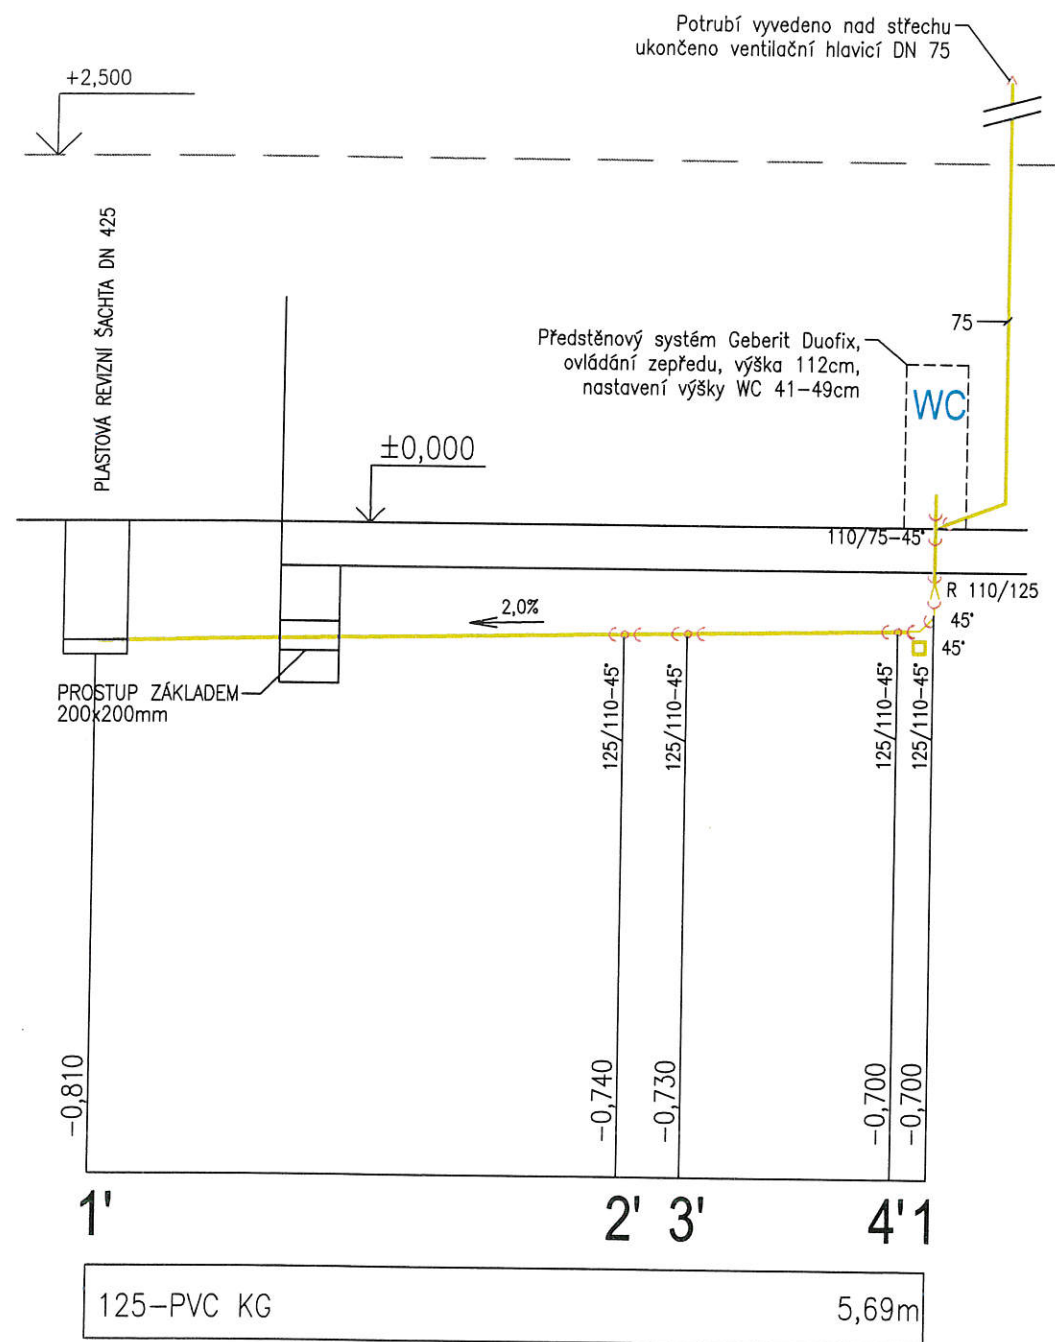 Potrubí vyvedeno nad střechu
ukončeno ventilační hlavicí DN 75
+2,500
PLASTOVÁ REVIZNÍ ŠACHTA DN 425
75
Předstěnový systém Geberit Duofix,
ovládání zepředu, výška 112cm,
nastavení výšky WC 41-49cm
WC
±0,000
110/75-45°
R 110/125
45°
45°
2,0%
PROSTUP ZÁKLADEM
200x200mm
125/110-45°
125/110-45°
125/110-45°
125/110-45°
-0,810
-0,740
-0,730
-0,700
-0,700
1' 2' 3' 4' 1
125-PVC KG 5,69m